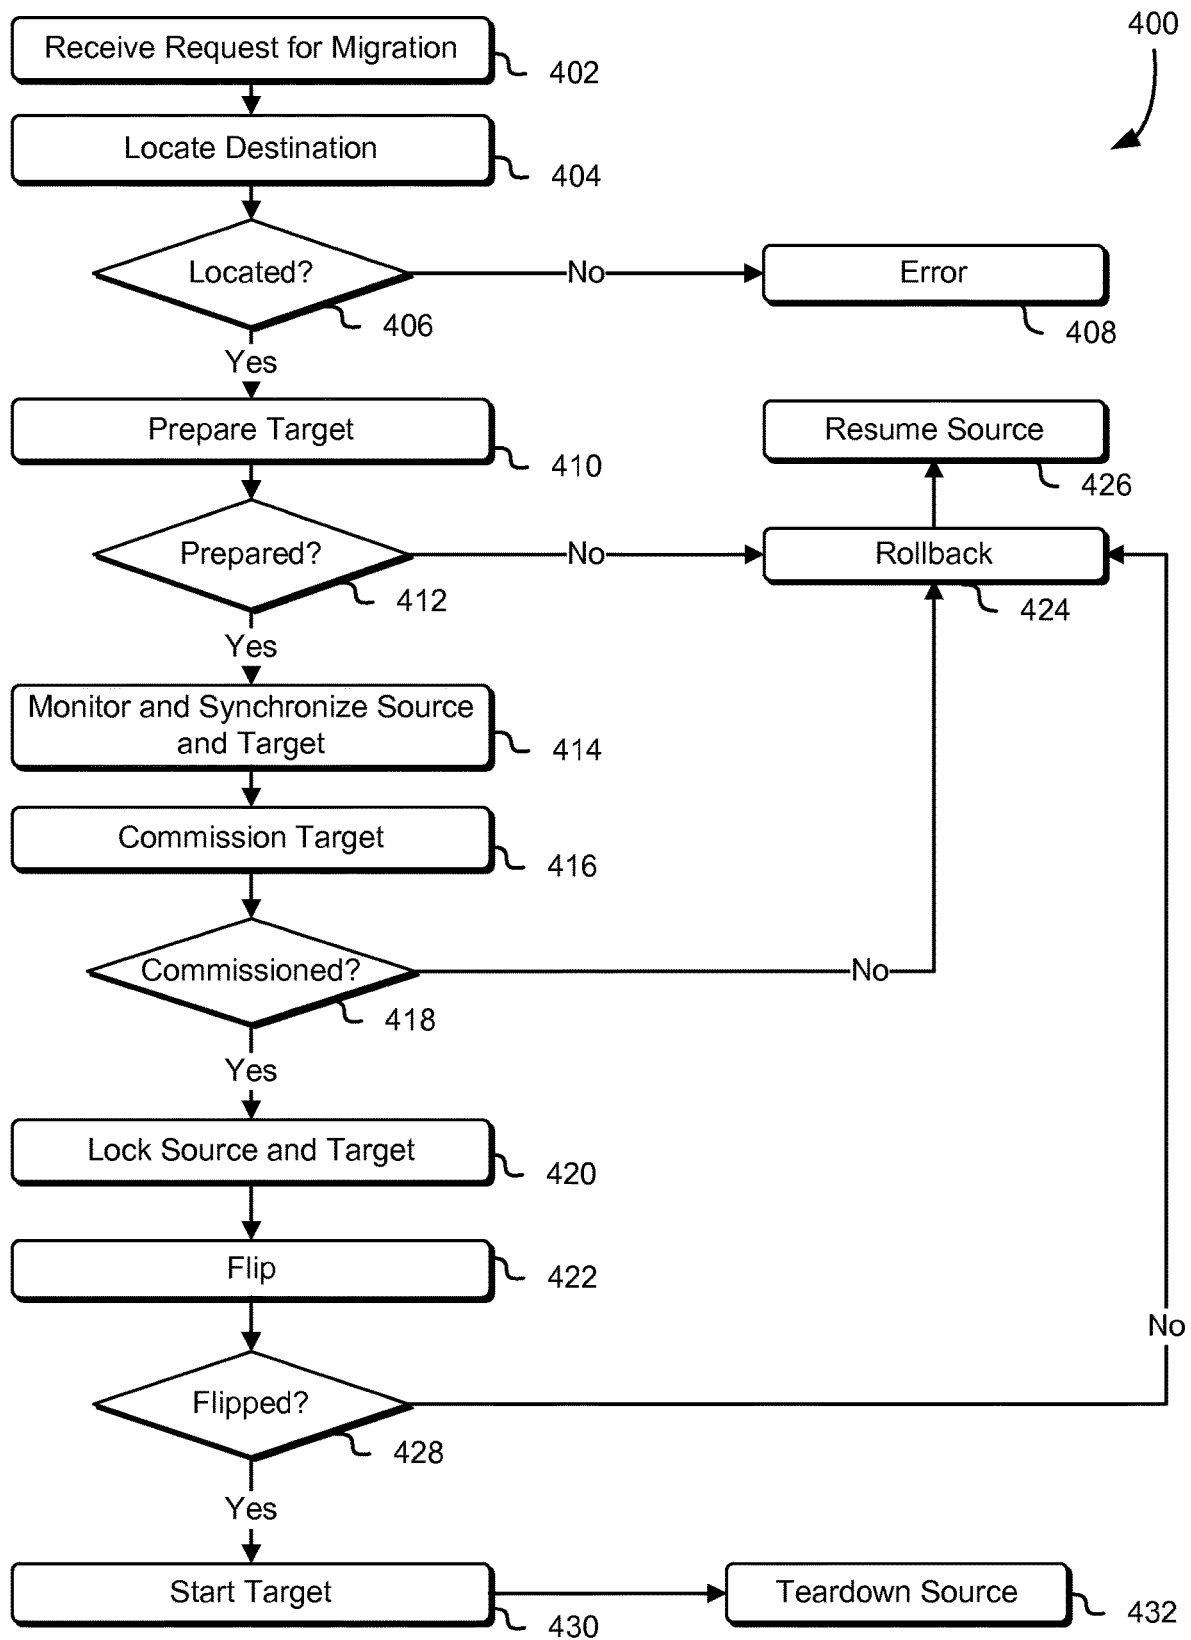 400
Receive Request for Migration
402
Locate Destination
404
Located?
No
Error
406
408
Yes
Prepare Target
410
Resume Source
426
Prepared?
No
Rollback
412
424
Yes
Monitor and Synchronize Source
and Target
414
Commission Target
416
Commissioned?
No
418
Yes
Lock Source and Target
420
Flip
422
No
Flipped?
428
Yes
Start Target
430
Teardown Source
432